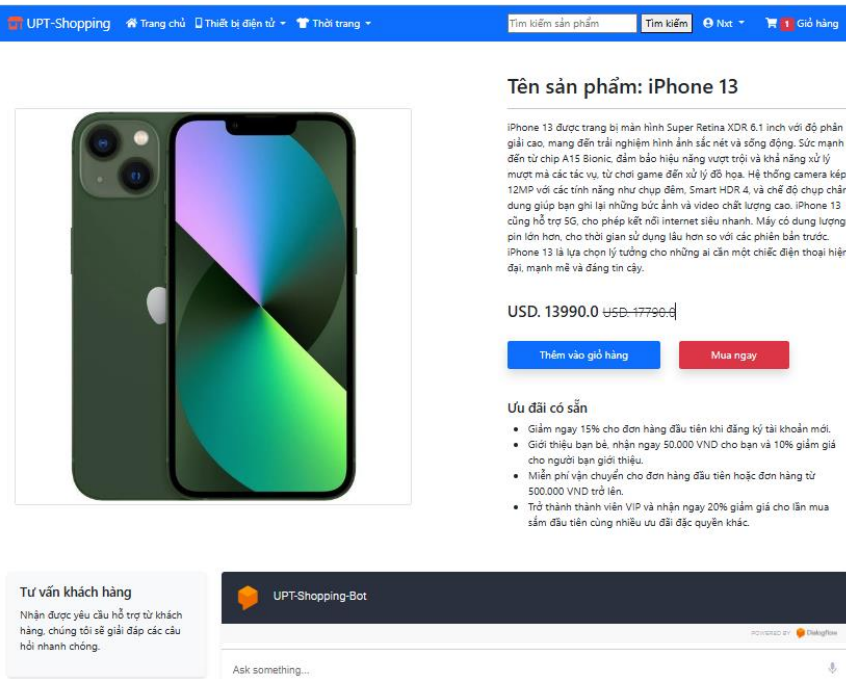 UPT-Shopping Trang chủ Thiết bị điện tử Thời trang Tìm kiếm sản phẩm Tìm kiếm Nxt 1 Giỏ hàng
Tên sản phẩm: iPhone 13
iPhone 13 được trang bị màn hình Super Retina XDR 6.1 inch với độ phân
giải cao, mang đến trải nghiệm hình ảnh sắc nét và sống động. Sức mạnh
đến từ chip A15 Bionic, đảm bảo hiệu năng vượt trội và khả năng xử lý
mượt mà các tác vụ, từ chơi game đến xử lý đồ họa. Hệ thống camera kép
12MP với các tính năng như chụp đêm, Smart HDR 4, và chế độ chụp chân
dung giúp bạn ghi lại những bức ảnh và video chất lượng cao. iPhone 13
cũng hỗ trợ 5G, cho phép kết nối internet siêu nhanh. Máy có dung lượng
pin lớn hơn, cho thời gian sử dụng lâu hơn so với các phiên bản trước.
iPhone 13 là lựa chọn lý tưởng cho những ai cần một chiếc điện thoại hiện
đại, mạnh mẽ và đáng tin cậy.
USD. 13990.0 USD. 17790.0
Thêm vào giỏ hàng Mua ngay
Ưu đãi có sẵn
Giảm ngay 15% cho đơn hàng đầu tiên khi đăng ký tài khoản mới.
Giới thiệu bạn bè, nhận ngay 50.000 VND cho bạn và 10% giảm giá
cho người bạn giới thiệu.
Miễn phí vận chuyển cho đơn hàng đầu tiên hoặc đơn hàng từ
500.000 VND trở lên.
Trở thành thành viên VIP và nhận ngay 20% giảm giá cho lần mua
sắm đầu tiên cùng nhiều ưu đãi đặc quyền khác.
Tư vấn khách hàng
Nhận được yêu cầu hỗ trợ từ khách
hàng, chúng tôi sẽ giải đáp các câu
hỏi nhanh chóng.
UPT-Shopping-Bot
POWERED BY Dialogflow
Ask something...